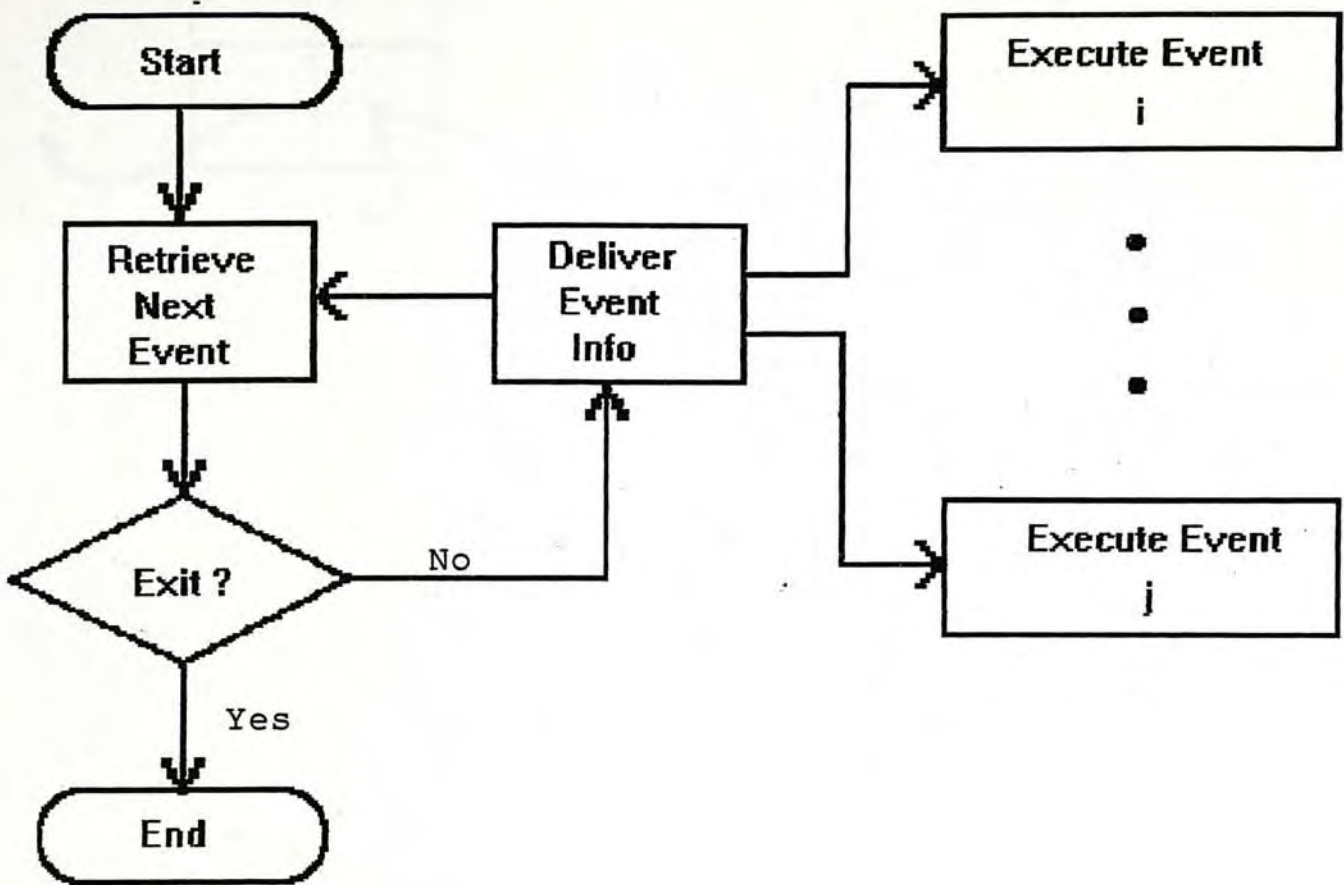 Start
Retrieve
Next
Event
Exit ?
No
Yes
End
Deliver
Event
Info
Execute Event
i
Execute Event
j